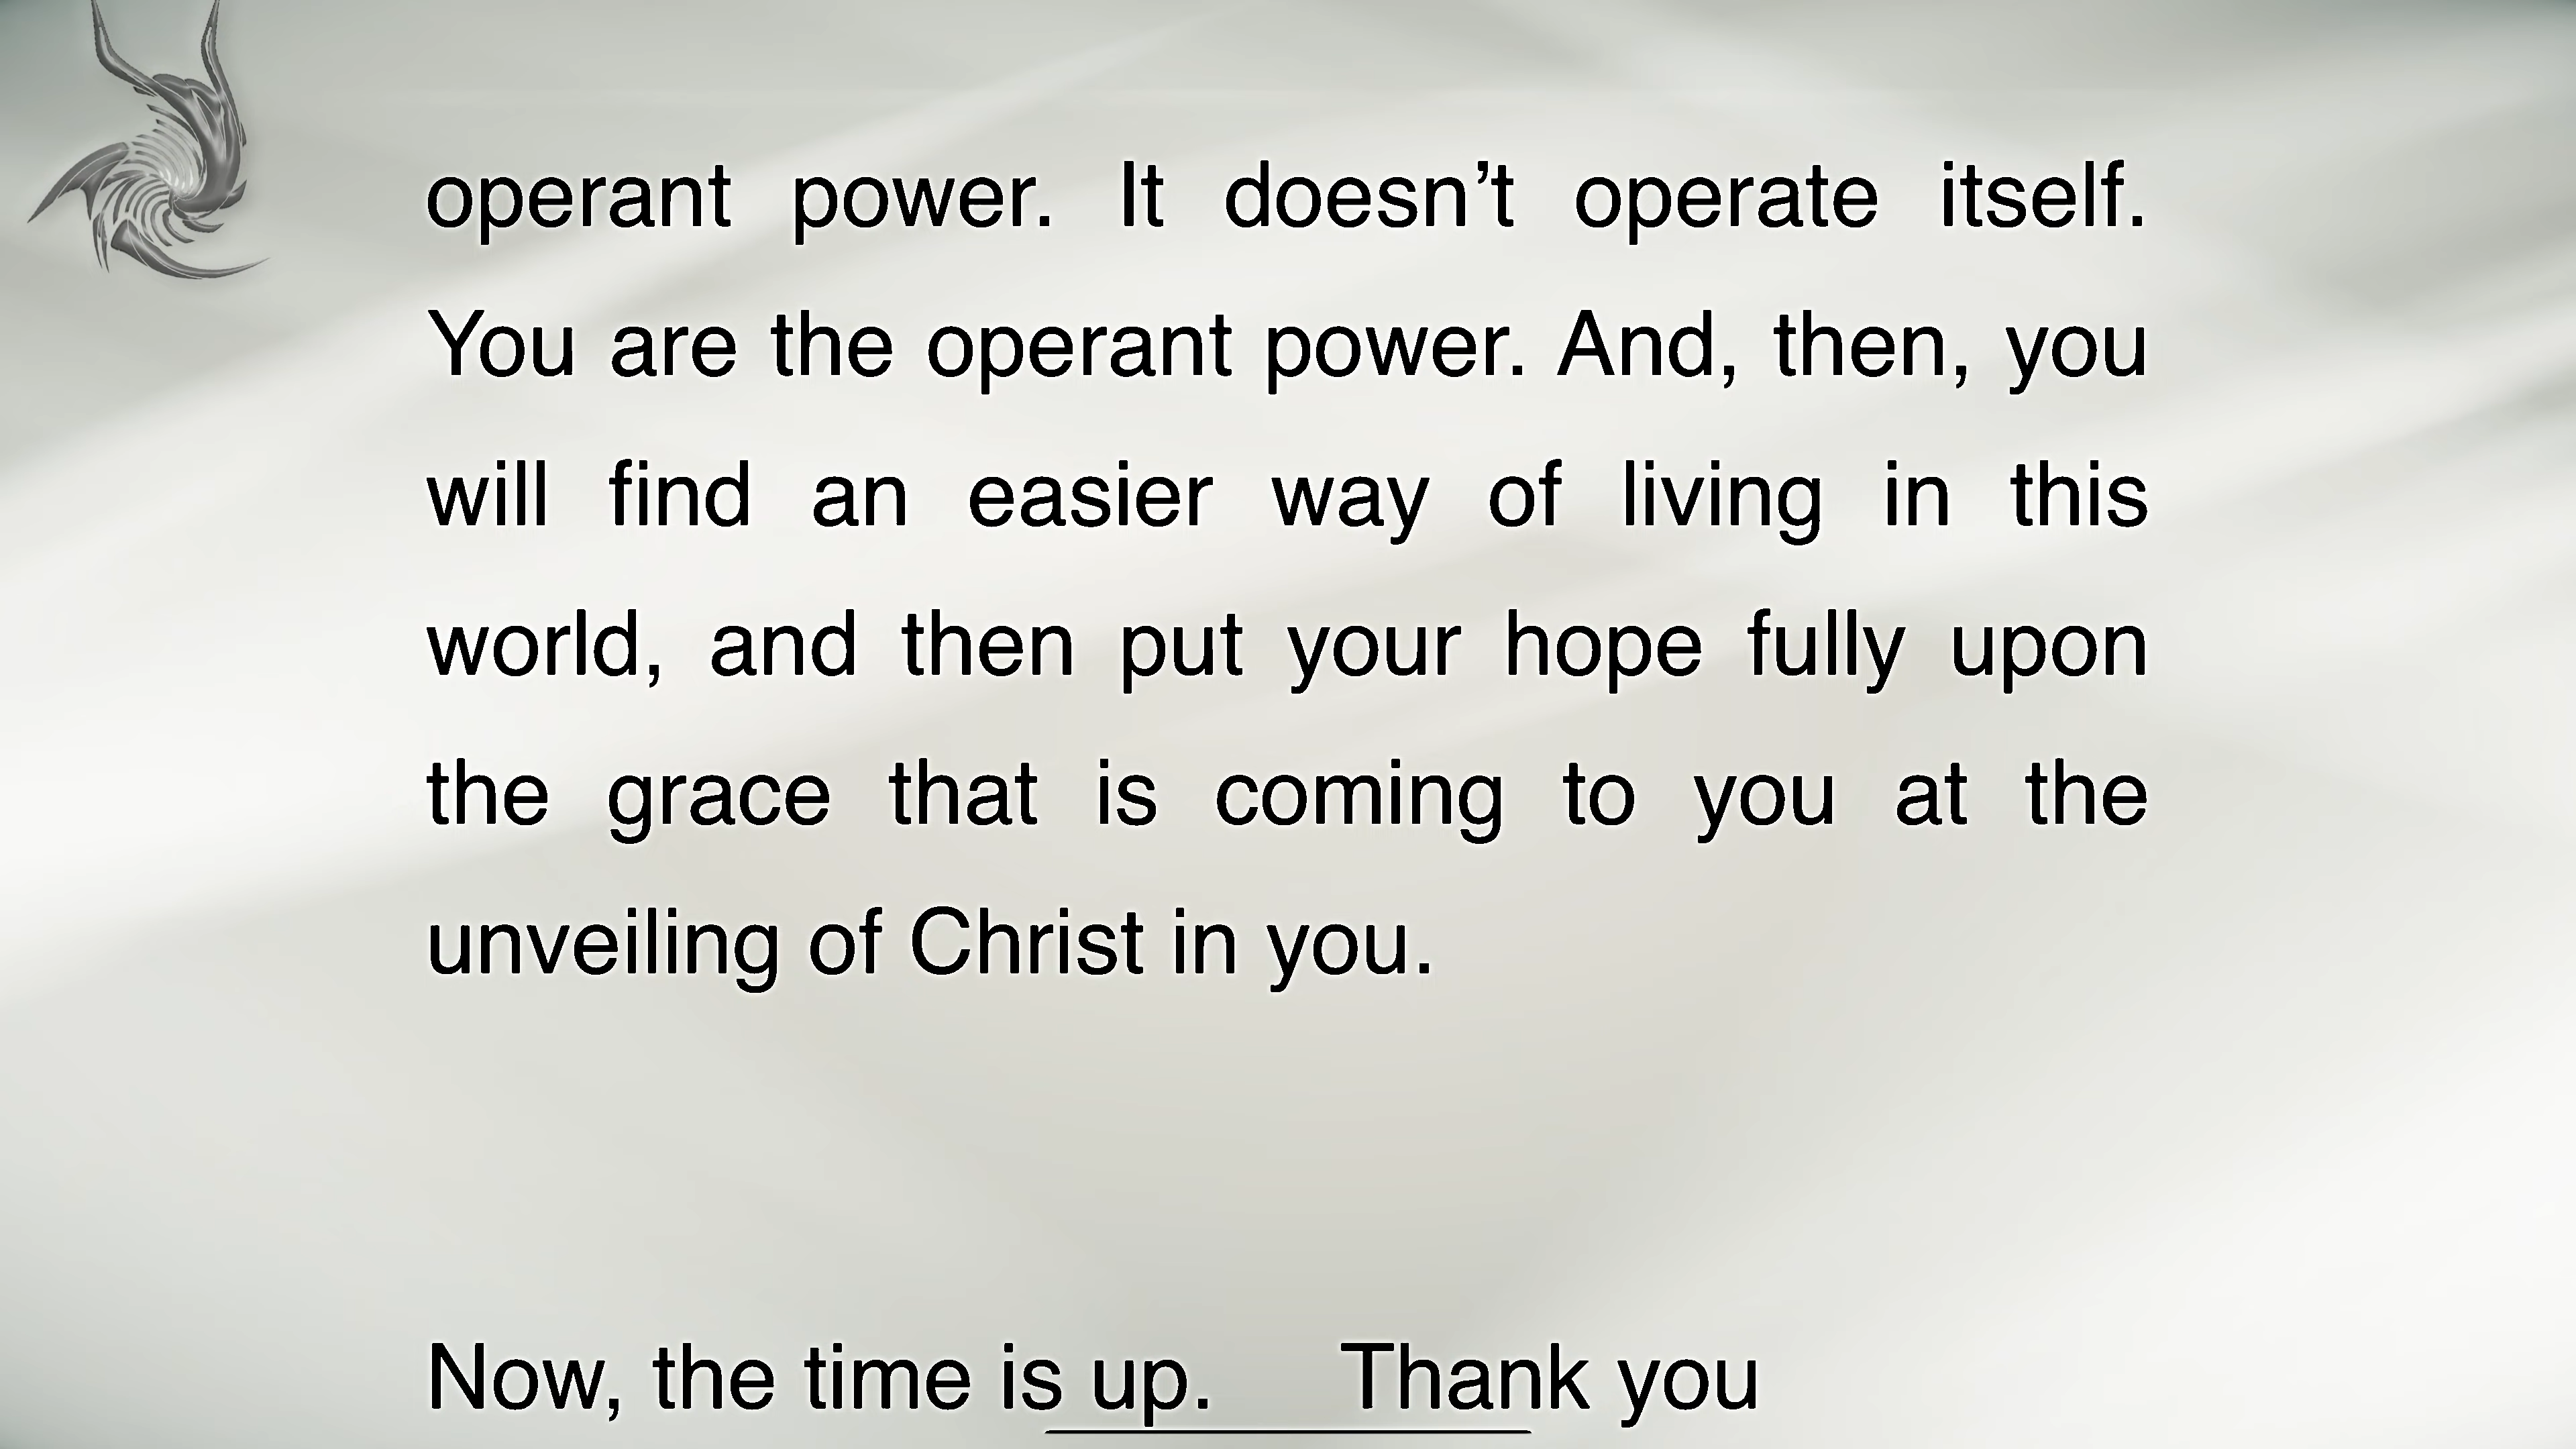 operant power. It doesn’t operate itself.
You are the operant power. And, then, you
will find an easier way of living in this
world, and then put your hope fully upon
the grace that is coming to you at the
unveiling of Christ in you.
Now, the time is up. Thank you